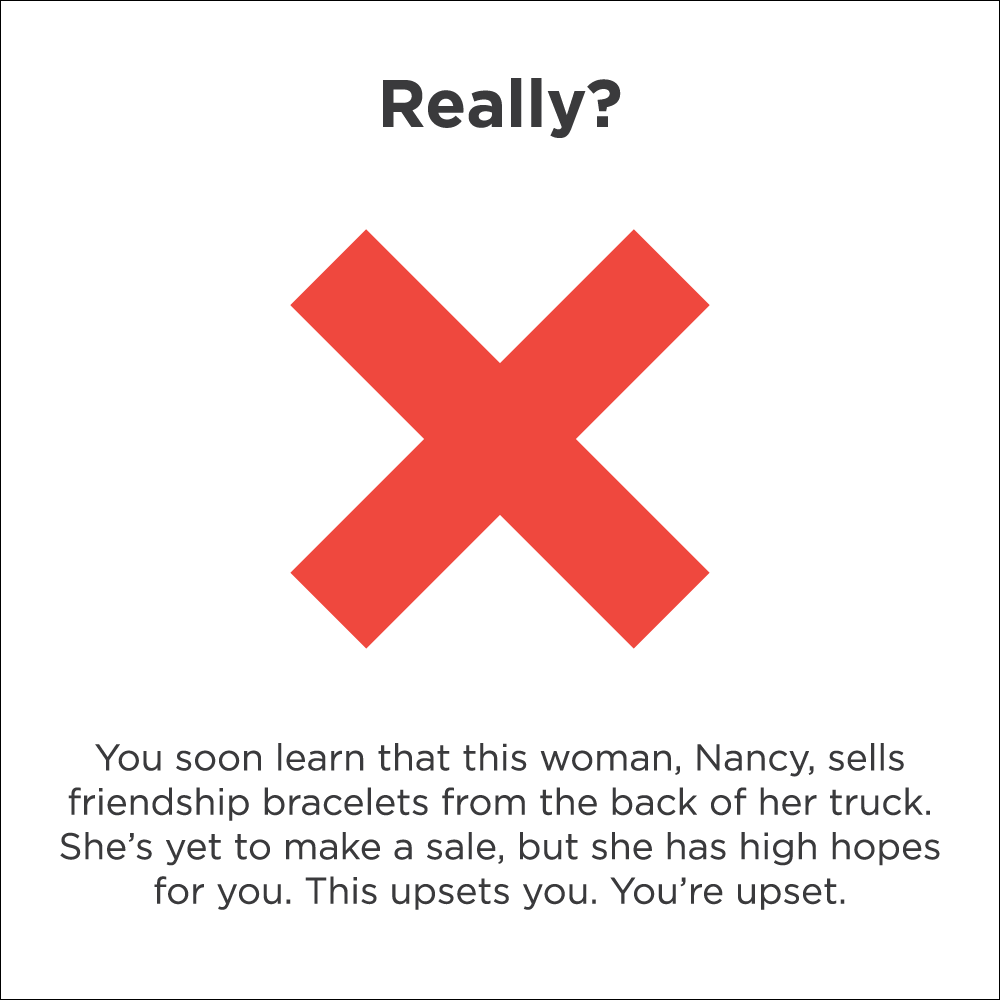 Really?
You soon learn that this woman, Nancy, sells
friendship bracelets from the back of her truck.
She’s yet to make a sale, but she has high hopes
for you. This upsets you. You’re upset.